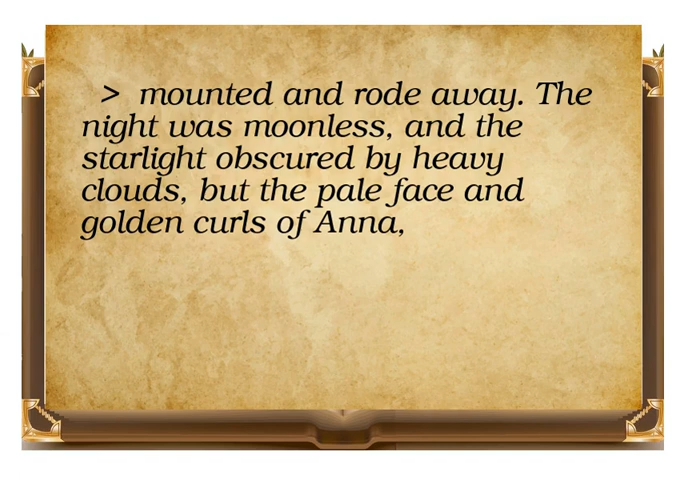 > mounted and rode away. The
night was moonless, and the
starlight obscured by heavy
clouds, but the pale face and
golden curls of Anna,